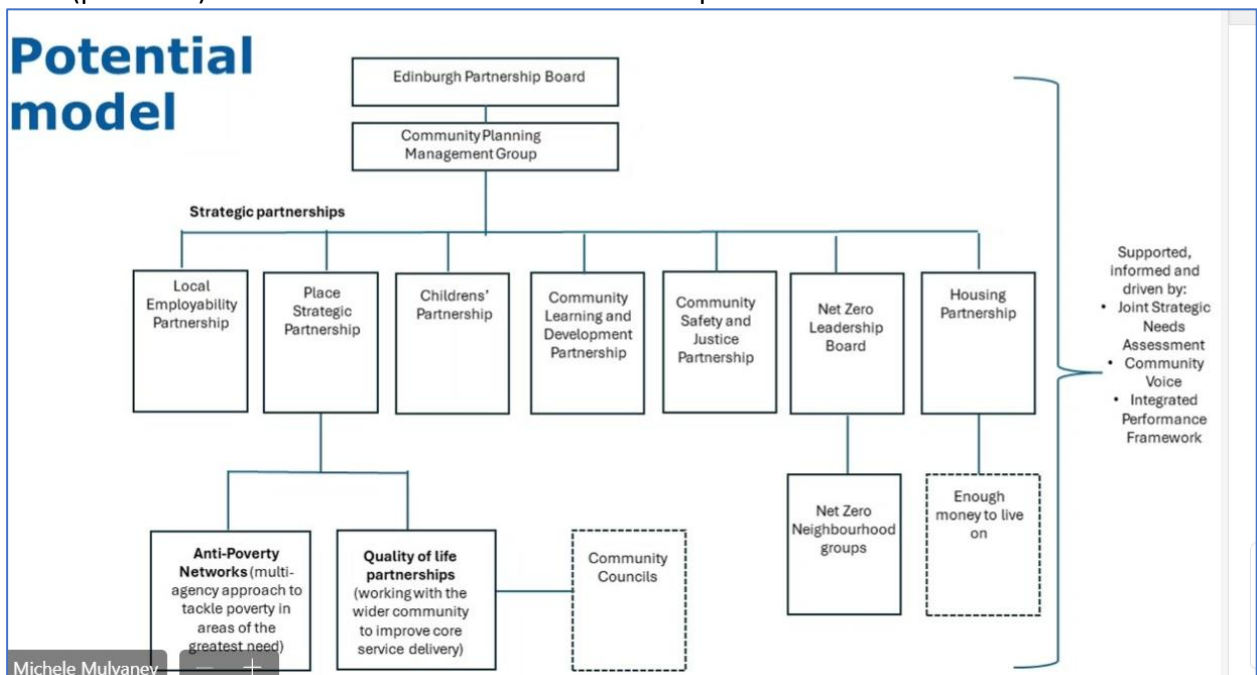 Potential
model
Edinburgh Partnership Board
Community Planning
Management Group
Strategic partnerships
Local
Employability
Partnership
Place
Strategic
Partnership
Childrens'
Partnership
Community
Learning and
Development
Partnership
Community
Safety and
Justice
Partnership
Net Zero
Leadership
Board
Housing
Partnership
Supported,
informed and
driven by:
• Joint Strategic
Needs
Assessment
• Community
Voice
• Integrated
Performance
Framework
Anti-Poverty
Networks (multi-
agency approach to
tackle poverty in
areas of the
greatest need)
Quality of life
partnerships
(working with the
wider community
to improve core
service delivery)
Community
Councils
Net Zero
Neighbourhood
groups
Enough
money to live
on
Michele Mulvaney